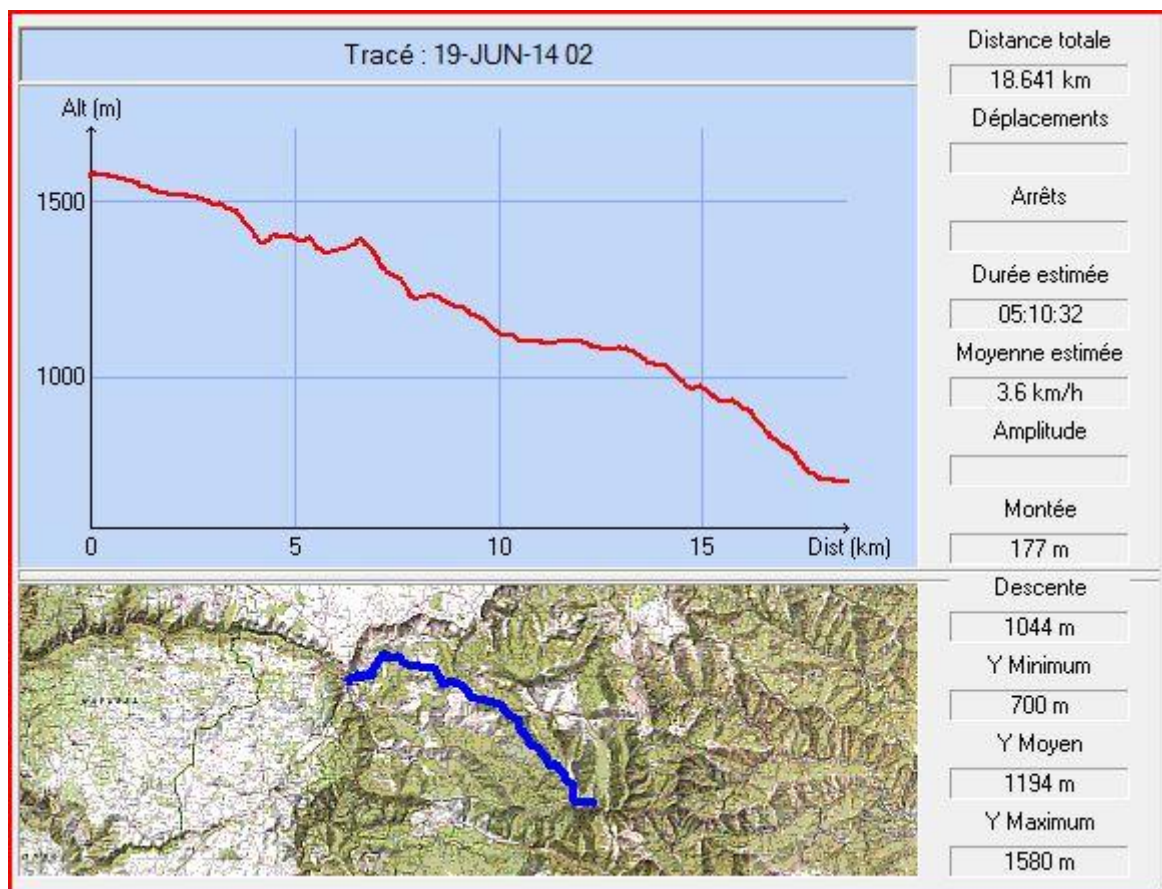 Tracé : 19-JUN-14 02
Alt (m)
1500
1000
0 5 10 15 Dist (km)
Distance totale
18.641 km
Déplacements
Arrêts
Durée estimée
05:10:32
Moyenne estimée
3.6 km/h
Amplitude
Montée
177 m
Descente
1044 m
Y Minimum
700 m
Y Moyen
1194 m
Y Maximum
1580 m